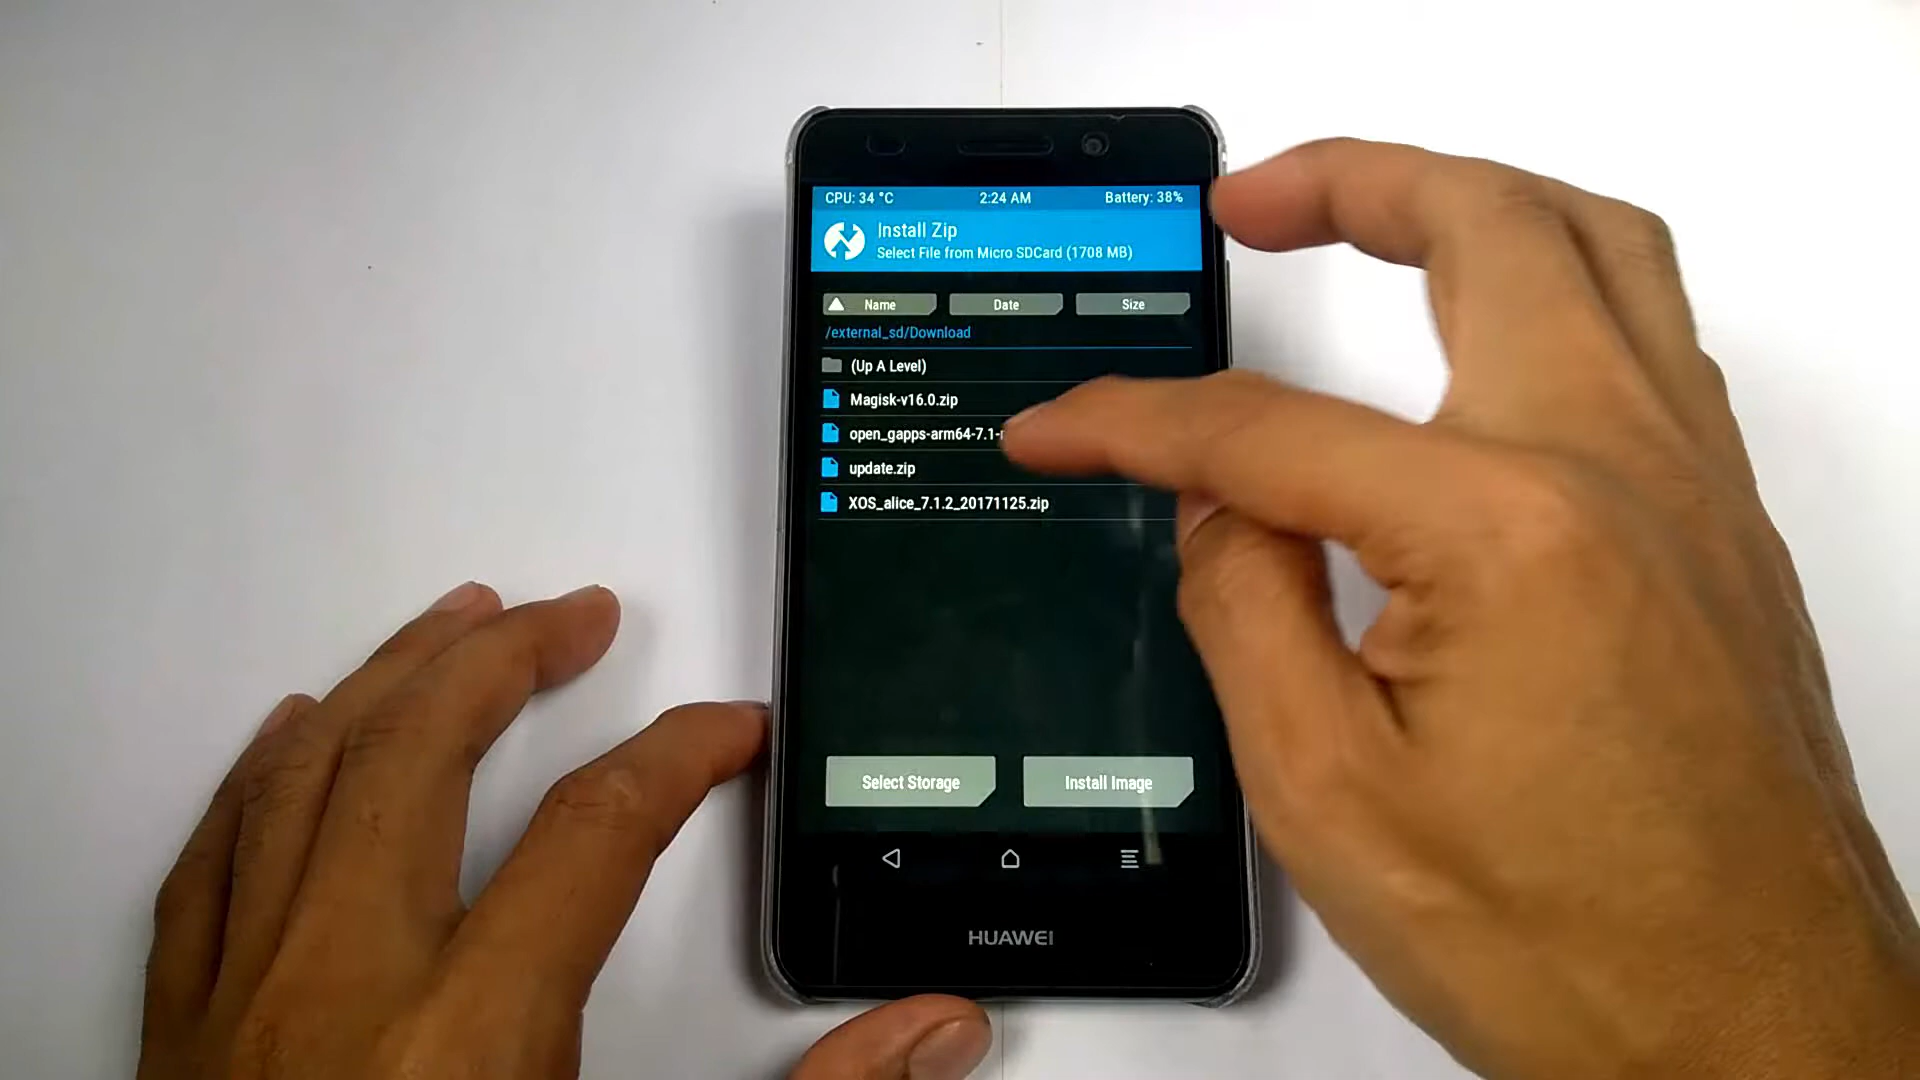 CPU: 34 °C 2:24 AM Battery: 38%
Install Zip
Select File from Micro SDCard (1708 MB)
Name Date Size
/external_sd/Download
(Up A Level)
Magisk-v16.0.zip
open_gapps-arm64-7.1-
update.zip
XOS_alice_7.1.2_20171125.zip
Select Storage Install Image
HUAWEI